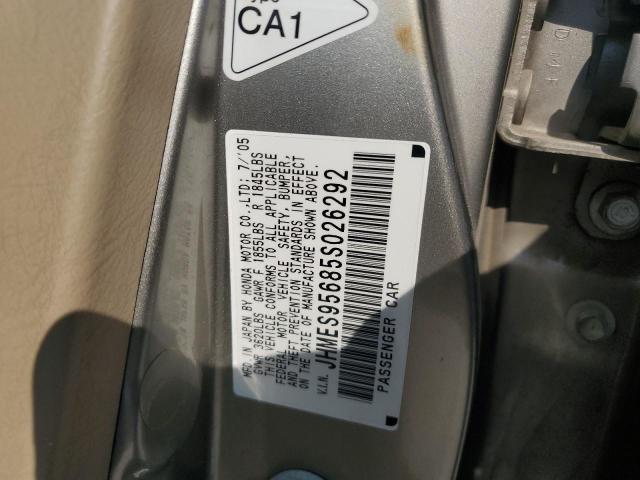 Type
CA1
MFD. IN JAPAN BY HONDA MOTOR CO.,LTD; 7/'05
GVWR 3620LBS GAWR F 1855LBS R 1845LBS
THIS VEHICLE CONFORMS TO ALL APPLICABLE
FEDERAL MOTOR VEHICLE SAFETY, BUMPER,
AND THEFT PREVENTION STANDARDS IN EFFECT
ON THE DATE OF MANUFACTURE SHOWN ABOVE.
V.I.N. JHMES95685S026292
PASSENGER CAR
D M F